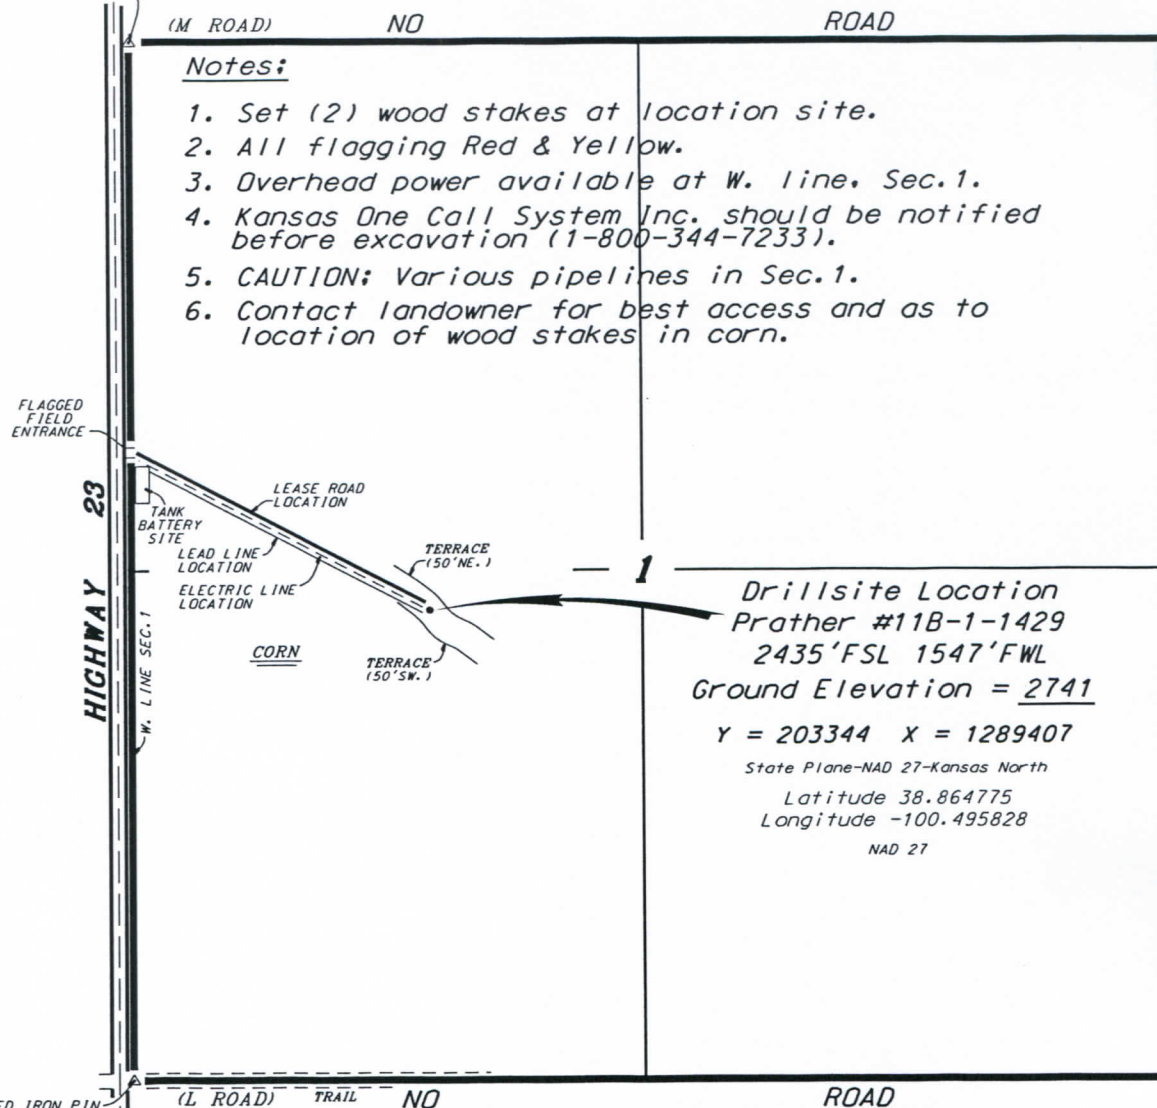 (M ROAD) NO ROAD
Notes:
1. Set (2) wood stakes at location site.
2. All flagging Red & Yellow.
3. Overhead power available at W. line, Sec.1.
4. Kansas One Call System Inc. should be notified
before excavation (1-800-344-7233).
5. CAUTION: Various pipelines in Sec.1.
6. Contact landowner for best access and as to
location of wood stakes in corn.
FLAGGED
FIELD
ENTRANCE
HIGHWAY 23
TANK
BATTERY
SITE
LEASE ROAD
LOCATION
LEAD LINE
LOCATION
ELECTRIC LINE
LOCATION
TERRACE
(50'NE.)
W. LINE SEC.1
CORN
TERRACE
(50'SW.)
1
Drillsite Location
Prather #11B-1-1429
2435'FSL 1547'FWL
Ground Elevation = 2741
Y = 203344 X = 1289407
State Plane-NAD 27-Kansas North
Latitude 38.864775
Longitude -100.495828
NAD 27
IRON PIN
(L ROAD) TRAIL NO ROAD